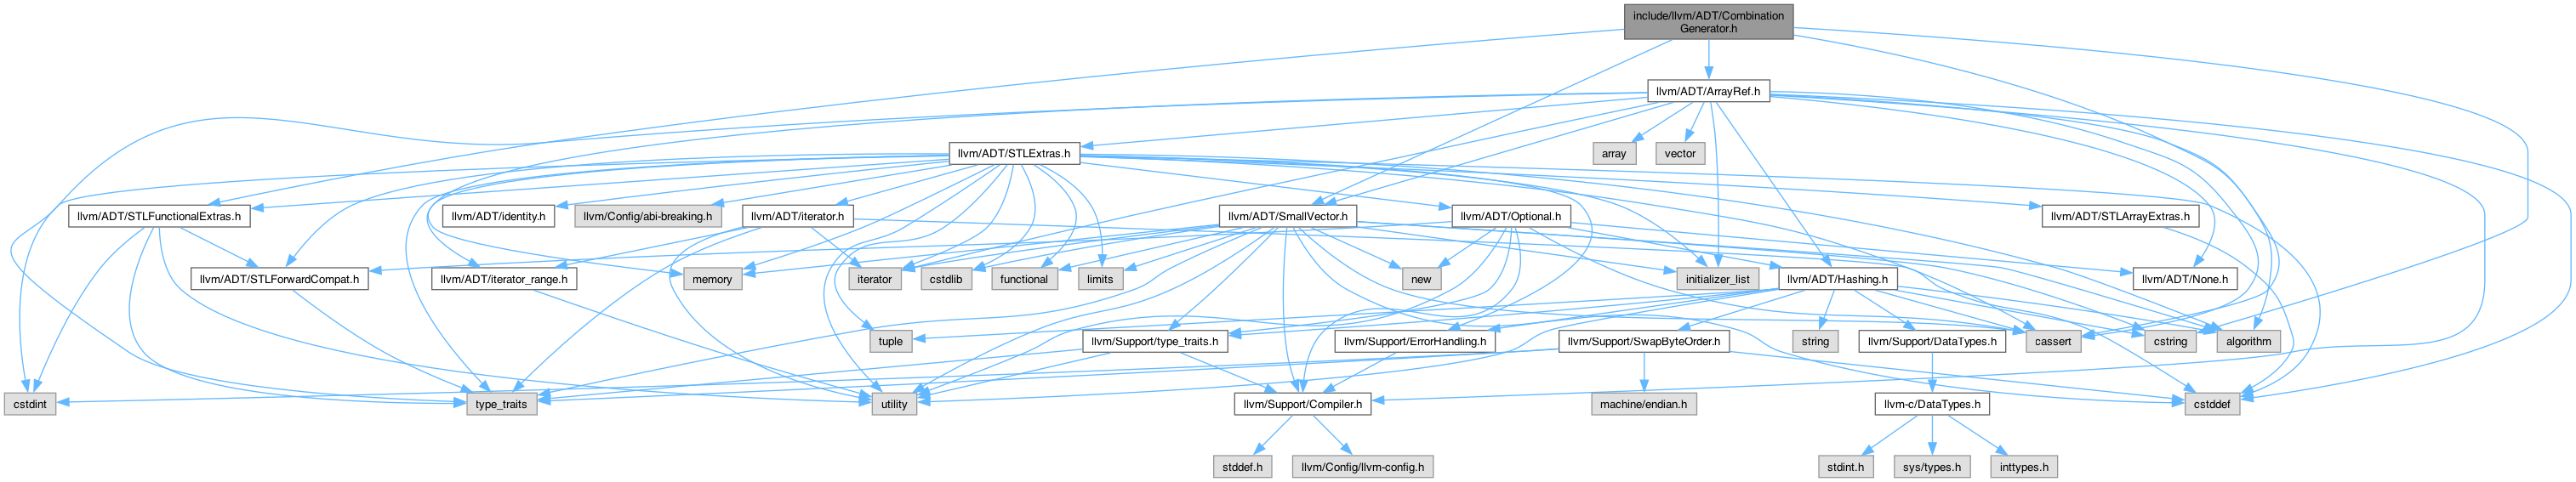 include/llvm/ADT/Combination
Generator.h
llvm/ADT/ArrayRef.h
llvm/ADT/STLExtras.h
array
vector
llvm/ADT/STLFunctionalExtras.h
llvm/ADT/identity.h
llvm/Config/abi-breaking.h
llvm/ADT/iterator.h
llvm/ADT/SmallVector.h
llvm/ADT/Optional.h
llvm/ADT/STLArrayExtras.h
llvm/ADT/STLForwardCompat.h
llvm/ADT/iterator_range.h
memory
iterator
cstdlib
functional
limits
new
initializer_list
llvm/ADT/Hashing.h
llvm/ADT/None.h
tuple
llvm/Support/type_traits.h
llvm/Support/ErrorHandling.h
llvm/Support/SwapByteOrder.h
string
llvm/Support/DataTypes.h
cassert
cstring
algorithm
cstdint
type_traits
utility
llvm/Support/Compiler.h
machine/endian.h
llvm-c/DataTypes.h
cstddef
stddef.h
llvm/Config/llvm-config.h
stdint.h
sys/types.h
inttypes.h